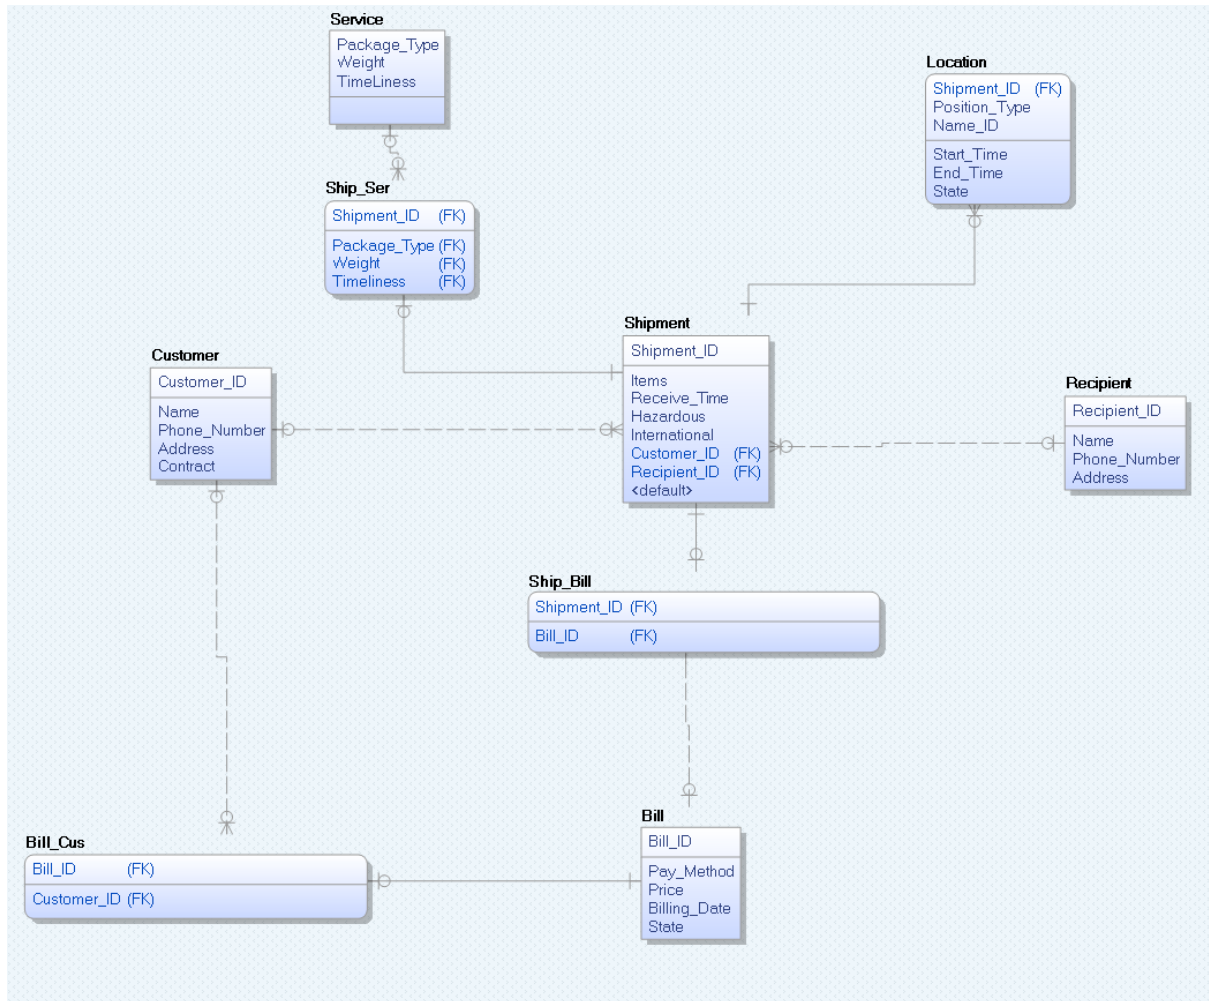 Service
Package_Type
Weight
TimeLiness
Location
Shipment_ID (FK)
Position_Type
Name_ID
Start_Time
End_Time
State
Ship_Ser
Shipment_ID (FK)
Package_Type (FK)
Weight (FK)
Timeliness (FK)
Shipment
Shipment_ID
Items
Receive_Time
Hazardous
International
Customer_ID (FK)
Recipient_ID (FK)
<default>
Customer
Customer_ID
Name
Phone_Number
Address
Contract
Recipient
Recipient_ID
Name
Phone_Number
Address
Ship_Bill
Shipment_ID (FK)
Bill_ID (FK)
Bill_Cus
Bill_ID (FK)
Customer_ID (FK)
Bill
Bill_ID
Pay_Method
Price
Billing_Date
State